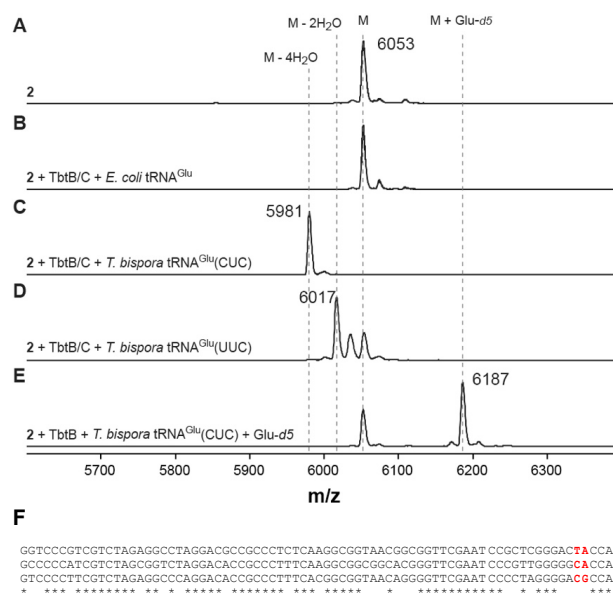 A
M - 4H2O
M - 2H2O
M
M + Glu-d5
6053
2
B
2 + TbtB/C + E. coli tRNAGlu
C
5981
2 + TbtB/C + T. bispora tRNAGlu(CUC)
D
6017
2 + TbtB/C + T. bispora tRNAGlu(UUC)
E
6187
2 + TbtB + T. bispora tRNAGlu(CUC) + Glu-d5
5700 5800 5900 6000 6100 6200 6300
m/z
F
GGTCCCGTCGTCTAGAGGCCTAGGACGCCGCCCTCTCAAGGCGGTAACGGCGGTTCGAATCCGCTCGGGACTACCA
GCCCCCATCGTCTAGCGGTCTAGGACACCGCCCTTTCAAGGCGGCGGCACGGGTTCGAATCCCGTTGGGGGCACCA
GTCCCCTTCGTCTAGAGGCCCAGGACACCGCCCTTTCACGGCGGTAACAGGGGTTCGAATCCCCTAGGGGACGCCA